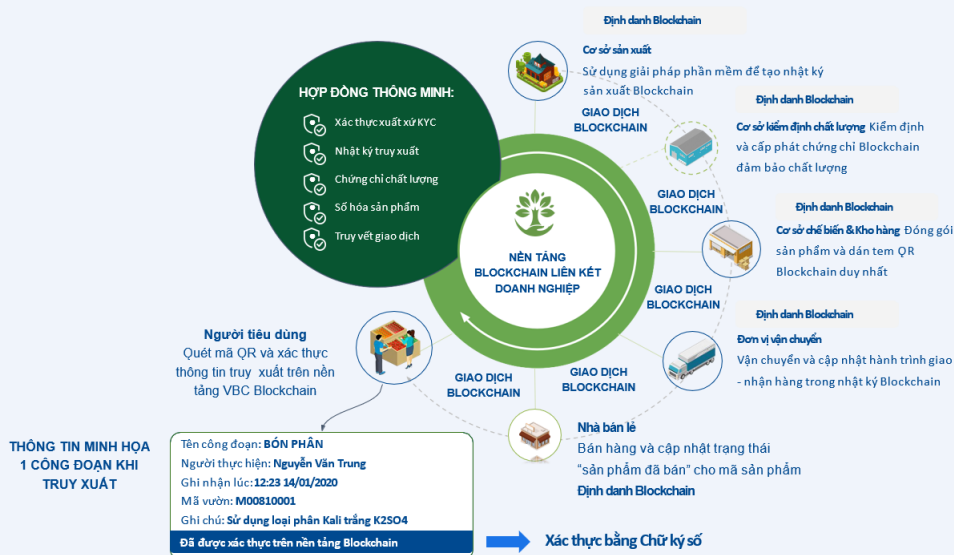 Định danh Blockchain
Cơ sở sản xuất
Sử dụng giải pháp phần mềm để tạo nhật ký
sản xuất Blockchain
HỢP ĐỒNG THÔNG MINH:
Xác thực xuất xứ KYC
Nhật ký truy xuất
Chứng chỉ chất lượng
Số hóa sản phẩm
Truy vết giao dịch
GIAO DỊCH
BLOCKCHAIN
Định danh Blockchain
Cơ sở kiểm định chất lượng Kiểm định
và cấp phát chứng chỉ Blockchain
đảm bảo chất lượng
GIAO DỊCH
BLOCKCHAIN
Định danh Blockchain
Cơ sở chế biến & Kho hàng Đóng gói
sản phẩm và dán tem QR
Blockchain duy nhất
NỀN TẢNG
BLOCKCHAIN LIÊN KẾT
DOANH NGHIỆP
GIAO DỊCH
BLOCKCHAIN
Định danh Blockchain
Đơn vị vận chuyển
Vận chuyển và cập nhật hành trình giao
- nhận hàng trong nhật ký Blockchain
GIAO DỊCH
BLOCKCHAIN
GIAO DỊCH
BLOCKCHAIN
Người tiêu dùng
Quét mã QR và xác thực
thông tin truy xuất trên nền
tảng VBC Blockchain
Nhà bán lẻ
Bán hàng và cập nhật trạng thái
“sản phẩm đã bán” cho mã sản phẩm
Định danh Blockchain
THÔNG TIN MINH HỌA
1 CÔNG ĐOẠN KHI
TRUY XUẤT
Tên công đoạn: BÓN PHÂN
Người thực hiện: Nguyễn Văn Trung
Ghi nhận lúc: 12:23 14/01/2020
Mã vườn: M00810001
Ghi chú: Sử dụng loại phân Kali trắng K2SO4
Đã được xác thực trên nền tảng Blockchain
Xác thực bằng Chữ ký số